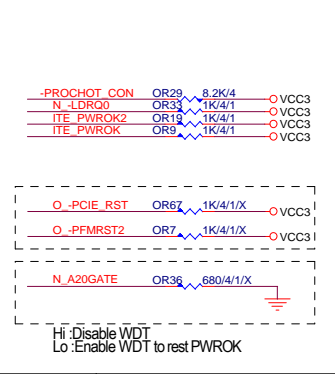 -PROCHOT_CON OR29 8.2K/4 VCC3
N_-LDRQ0 OR33 1K/4/1 VCC3
ITE_PWROK2 OR19 1K/4/1 VCC3
ITE_PWROK OR9 1K/4/1 VCC3
O_-PCIE_RST OR67 1K/4/1/X VCC3
O_-PFMRST2 OR7 1K/4/1/X VCC3
N_A20GATE OR36 680/4/1/X
Hi :Disable WDT
Lo :Enable WDT to rest PWROK